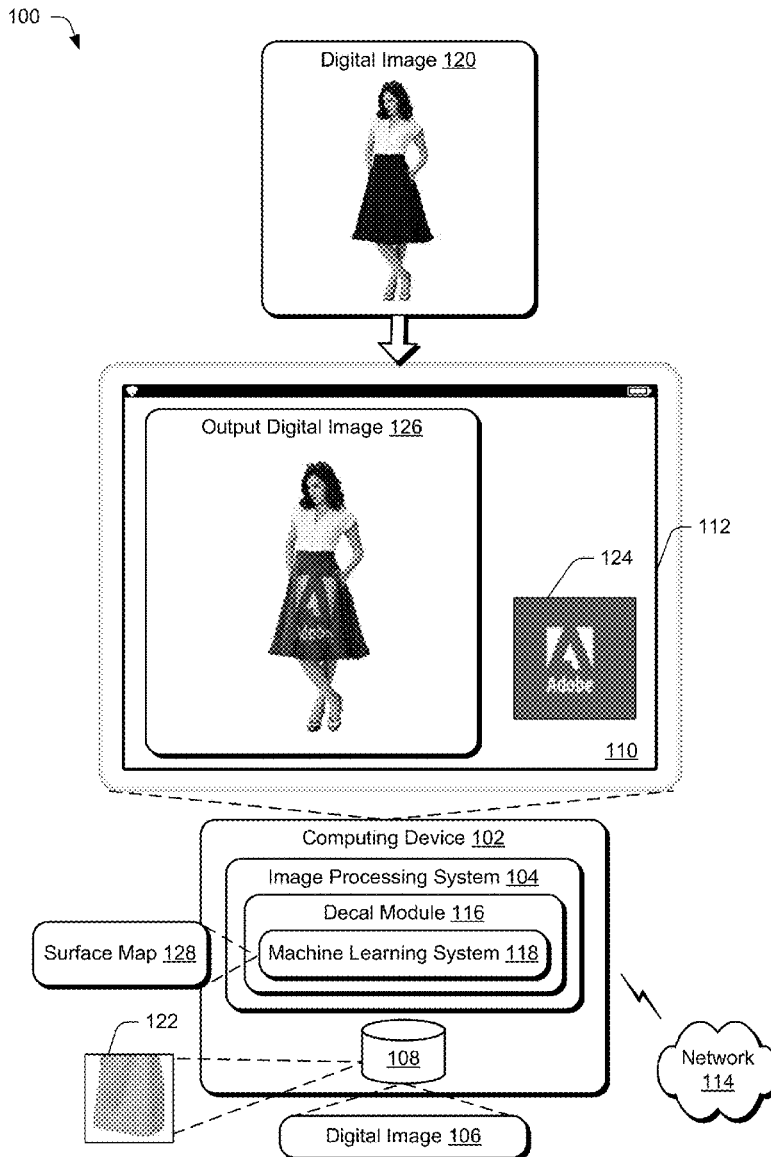 100
Digital Image 120
Output Digital Image 126
112
124
Adobe
110
Computing Device 102
Image Processing System 104
Decal Module 116
Surface Map 128
Machine Learning System 118
122
108
Network
114
Digital Image 106